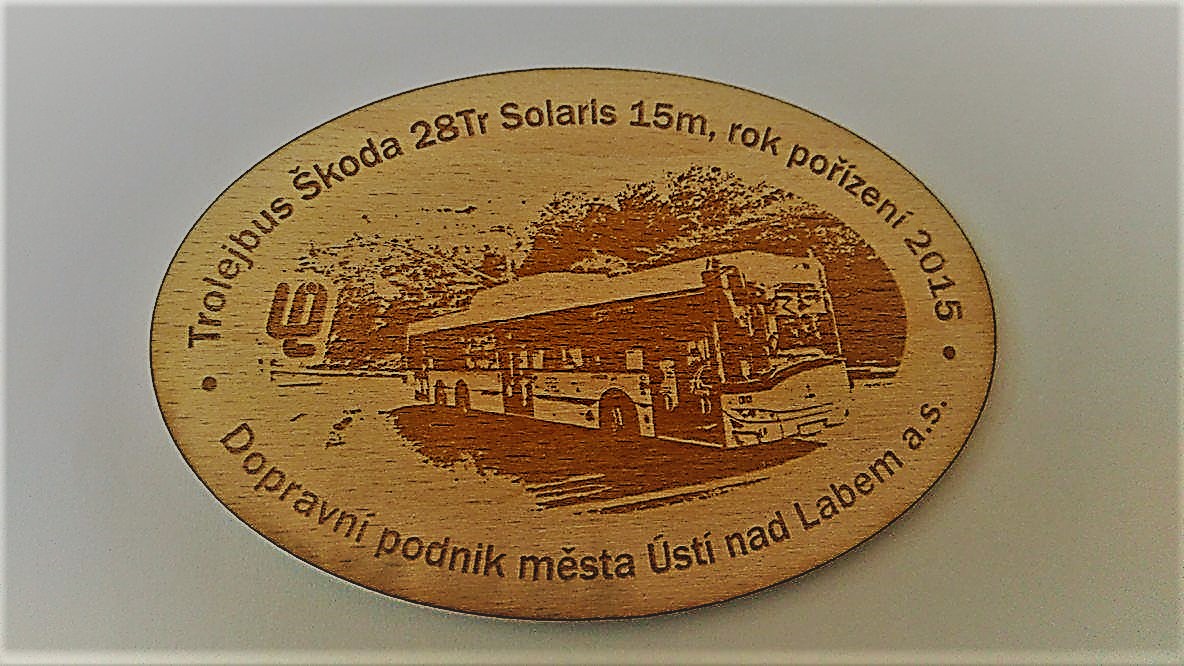 Trolejbus Škoda 28Tr Solaris 15m, rok pořízení 2015
Dopravní podnik města Ústí nad Labem a.s.